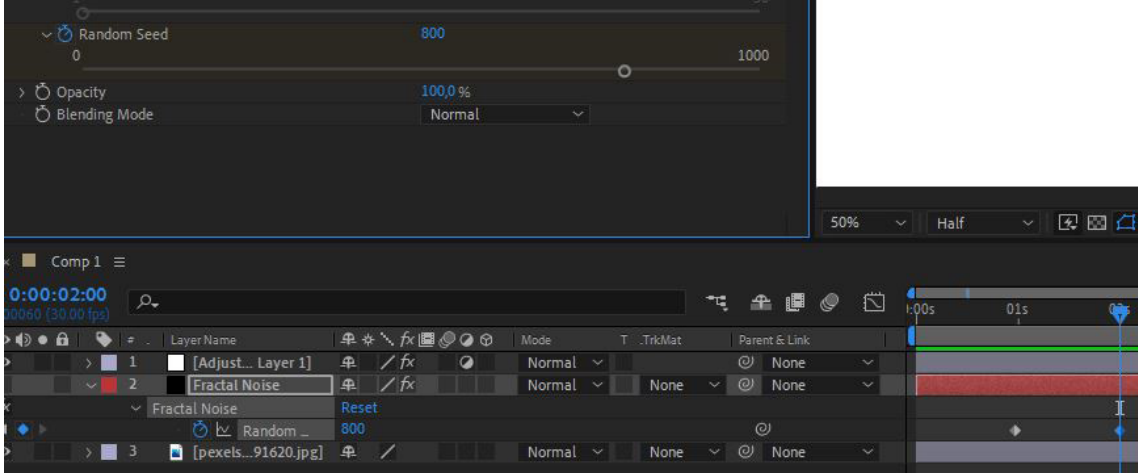 Random Seed 800
0 1000
Opacity 100,0 %
Blending Mode Normal
50% Half
Comp 1
0:00:02:00
00060 (30.00 fps)
:00s 01s
# . Layer Name Mode T .TrkMat Parent & Link
1 [Adjust... Layer 1] fx Normal None
2 Fractal Noise fx Normal None None
Fractal Noise Reset
Random _ 800
3 [pexels...91620.jpg] Normal None None